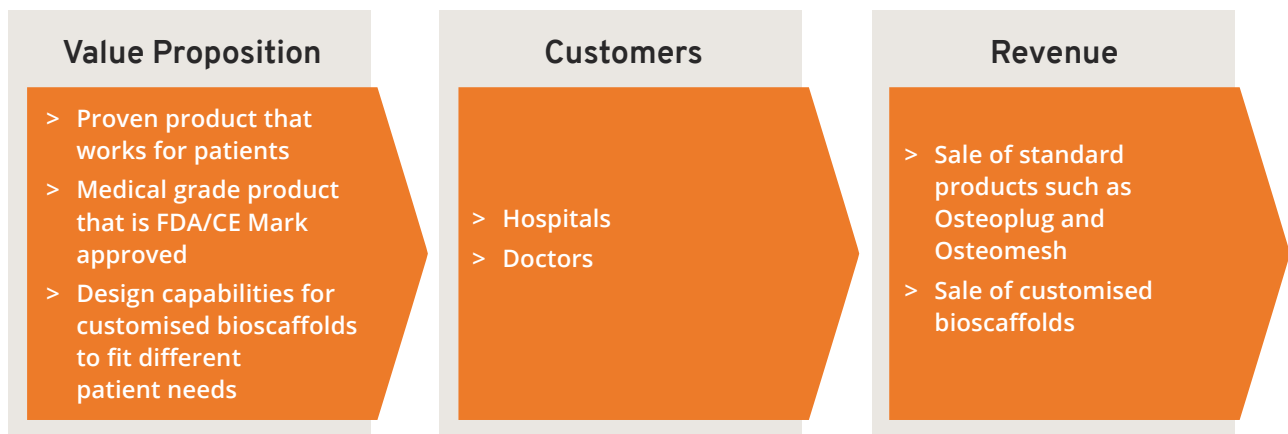 Value Proposition
> Proven product that
works for patients
> Medical grade product
that is FDA/CE Mark
approved
> Design capabilities for
customised bioscaffolds
to fit different
patient needs
Customers
> Hospitals
> Doctors
Revenue
> Sale of standard
products such as
Osteoplug and
Osteomesh
> Sale of customised
bioscaffolds